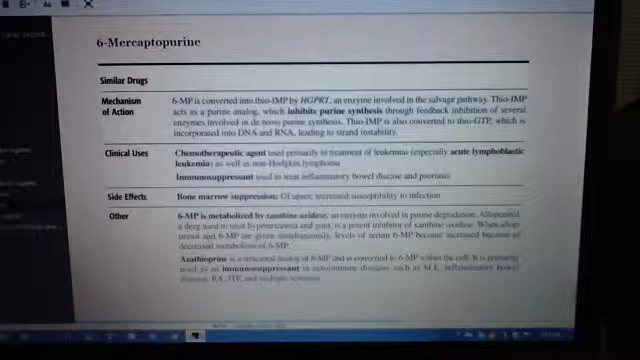 6-Mercaptopurine
Similar Drugs
Mechanism of Action
6-MP is converted into thio-IMP by HGPRT, an enzyme involved in the salvage pathway. Thio-IMP
acts as a purine analog, which inhibits purine synthesis through feedback inhibition of several
enzymes involved in de novo purine synthesis. Thio-IMP is also converted to thio-GTP, which is
incorporated into DNA and RNA, leading to strand instability.
Clinical Uses
Chemotherapeutic agent used primarily in treatment of leukemias (especially acute lymphoblastic
leukemia) as well as non-Hodgkin lymphoma
Immunosuppressant used to treat inflammatory bowel disease and psoriasis
Side Effects
Bone marrow suppression; GI upset; increased susceptibility to infection
Other
6-MP is metabolized by xanthine oxidase, an enzyme involved in purine degradation. Allopurinol,
a drug used to treat hyperuricemia and gout, is a potent inhibitor of xanthine oxidase. When allop-
urinol and 6-MP are given simultaneously, levels of serum 6-MP become increased because of
decreased metabolism of 6-MP.
Azathioprine is a structural analog of 6-MP and is converted to 6-MP within the cell. It is
used as an immunosuppressant in autoimmune diseases such as SLE, inflammatory bowel
disease, RA, ITP, and multiple sclerosis